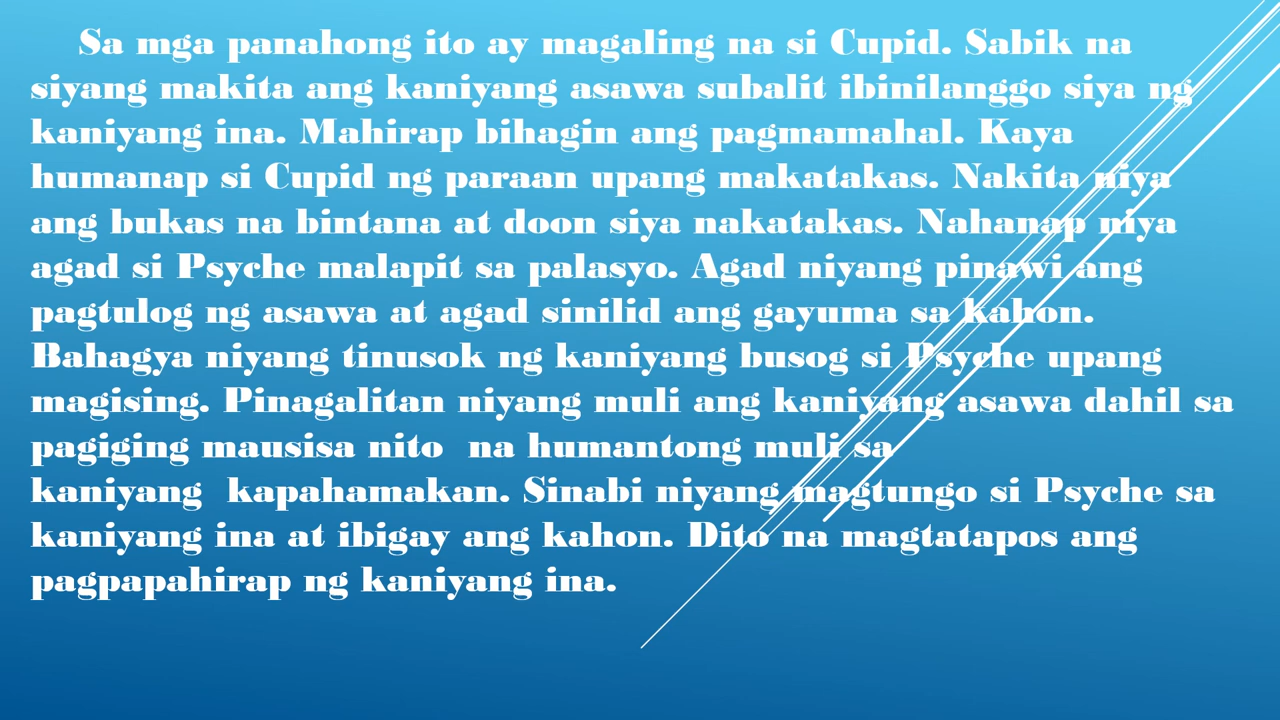 Sa mga panahong ito ay magaling na si Cupid. Sabik na
siyang makita ang kaniyang asawa subalit ibinilanggo siya ng
kaniyang ina. Mahirap bihagin ang pagmamahal. Kaya
humanap si Cupid ng paraan upang makatakas. Nakita niya
ang bukas na bintana at doon siya nakatakas. Nahanap niya
agad si Psyche malapit sa palasyo. Agad niyang pinawi ang
pagtulog ng asawa at agad sinilid ang gayuma sa kahon.
Bahagya niyang tinusok ng kaniyang busog si Psyche upang
magising. Pinagalitan niyang muli ang kaniyang asawa dahil sa
pagiging mausisa nito  na humantong muli sa
kaniyang  kapahamakan. Sinabi niyang magtungo si Psyche sa
kaniyang ina at ibigay ang kahon. Dito na magtatapos ang
pagpapahirap ng kaniyang ina.